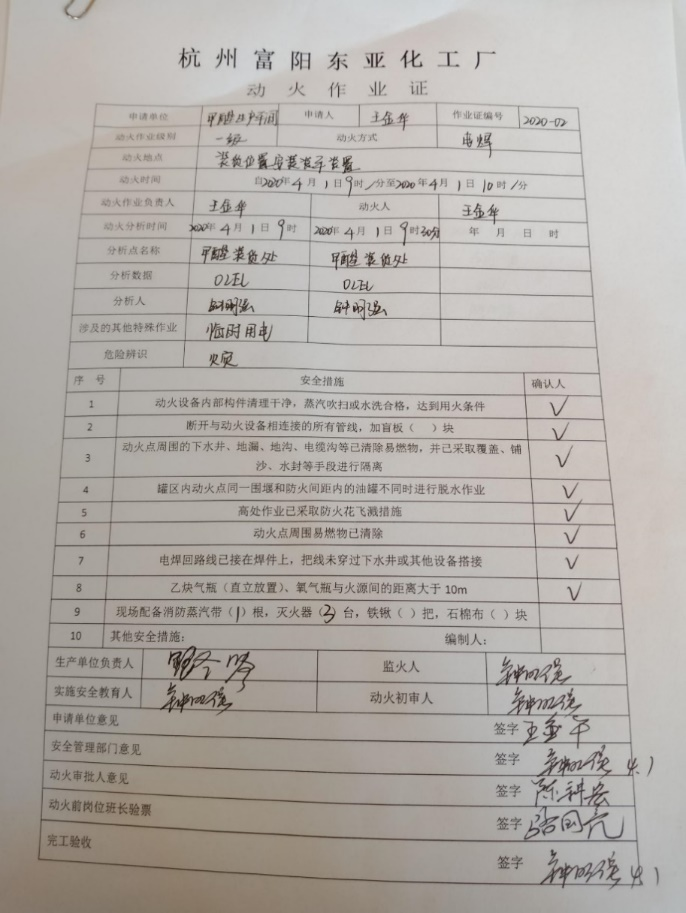 杭州富阳东亚化工厂
动火作业证
申请单位 甲醛生产车间 申请人 王金华 作业证编号 2020-02
动火作业级别 一级 动火方式 电焊
动火地点 装货位置安装装车装置
动火时间 自2020年4月1日9时/分至2020年4月1日10时/分
动火作业负责人 王金华 动火人 王金华
动火分析时间 2020年4月1日9时 2020年4月1日9时30分 年 月 日 时
分析点名称 甲醛装货处 甲醛装货处
分析数据 0LEL 0LEL
分析人 钟明强 钟明强
涉及的其他特殊作业 临时用电
危险辨识 火灾
序 号 安全措施 确认人
1 动火设备内部构件清理干净，蒸汽吹扫或水洗合格，达到用火条件 ✓
2 断开与动火设备相连接的所有管线，加盲板（ ）块 ✓
3 动火点周围的下水井、地漏、地沟、电缆沟等已清除易燃物，并已采取覆盖、铺
沙、水封等手段进行隔离 ✓
4 罐区内动火点同一围堰和防火间距内的油罐不同时进行脱水作业 ✓
5 高处作业已采取防火花飞溅措施 ✓
6 动火点周围易燃物已清除 ✓
7 电焊回路线已接在焊件上，把线未穿过下水井或其他设备搭接 ✓
8 乙块气瓶（直立放置）、氧气瓶与火源间的距离大于10m ✓
9 现场配备消防蒸汽带（1）根，灭火器（3）台，铁锹（ ）把，石棉布（ ）块
10 其他安全措施： 编制人：
生产单位负责人 监火人 钟明强
实施安全教育人 钟明强 动火初审人 钟明强
申请单位意见 签字 王金华
安全管理部门意见 签字 钟明强 4.1
动火审批人意见 签字
动火前岗位班长验票 签字 骆国亮
完工验收 签字 钟明强 4.1